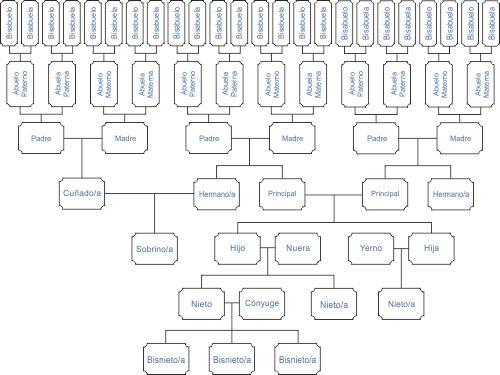 Bisabuelo
Bisabuela
Bisabuelo
Bisabuela
Bisabuelo
Bisabuela
Bisabuelo
Bisabuela
Bisabuelo
Bisabuela
Bisabuelo
Bisabuela
Bisabuelo
Bisabuela
Bisabuelo
Bisabuela
Bisabuelo
Bisabuela
Bisabuelo
Bisabuela
Bisabuelo
Bisabuela
Bisabuelo
Bisabuela
Abuelo
Paterno
Abuela
Paterna
Abuelo
Materno
Abuela
Materna
Abuelo
Paterno
Abuela
Paterna
Abuelo
Materno
Abuela
Materna
Abuelo
Paterno
Abuela
Paterna
Abuelo
Materno
Abuela
Materna
Padre
Madre
Padre
Madre
Padre
Madre
Cuñado/a
Hermano/a
Principal
Principal
Hermano/a
Sobrino/a
Hijo
Nuera
Yerno
Hija
Nieto
Cónyuge
Nieto/a
Nieto/a
Bisnieto/a
Bisnieto/a
Bisnieto/a